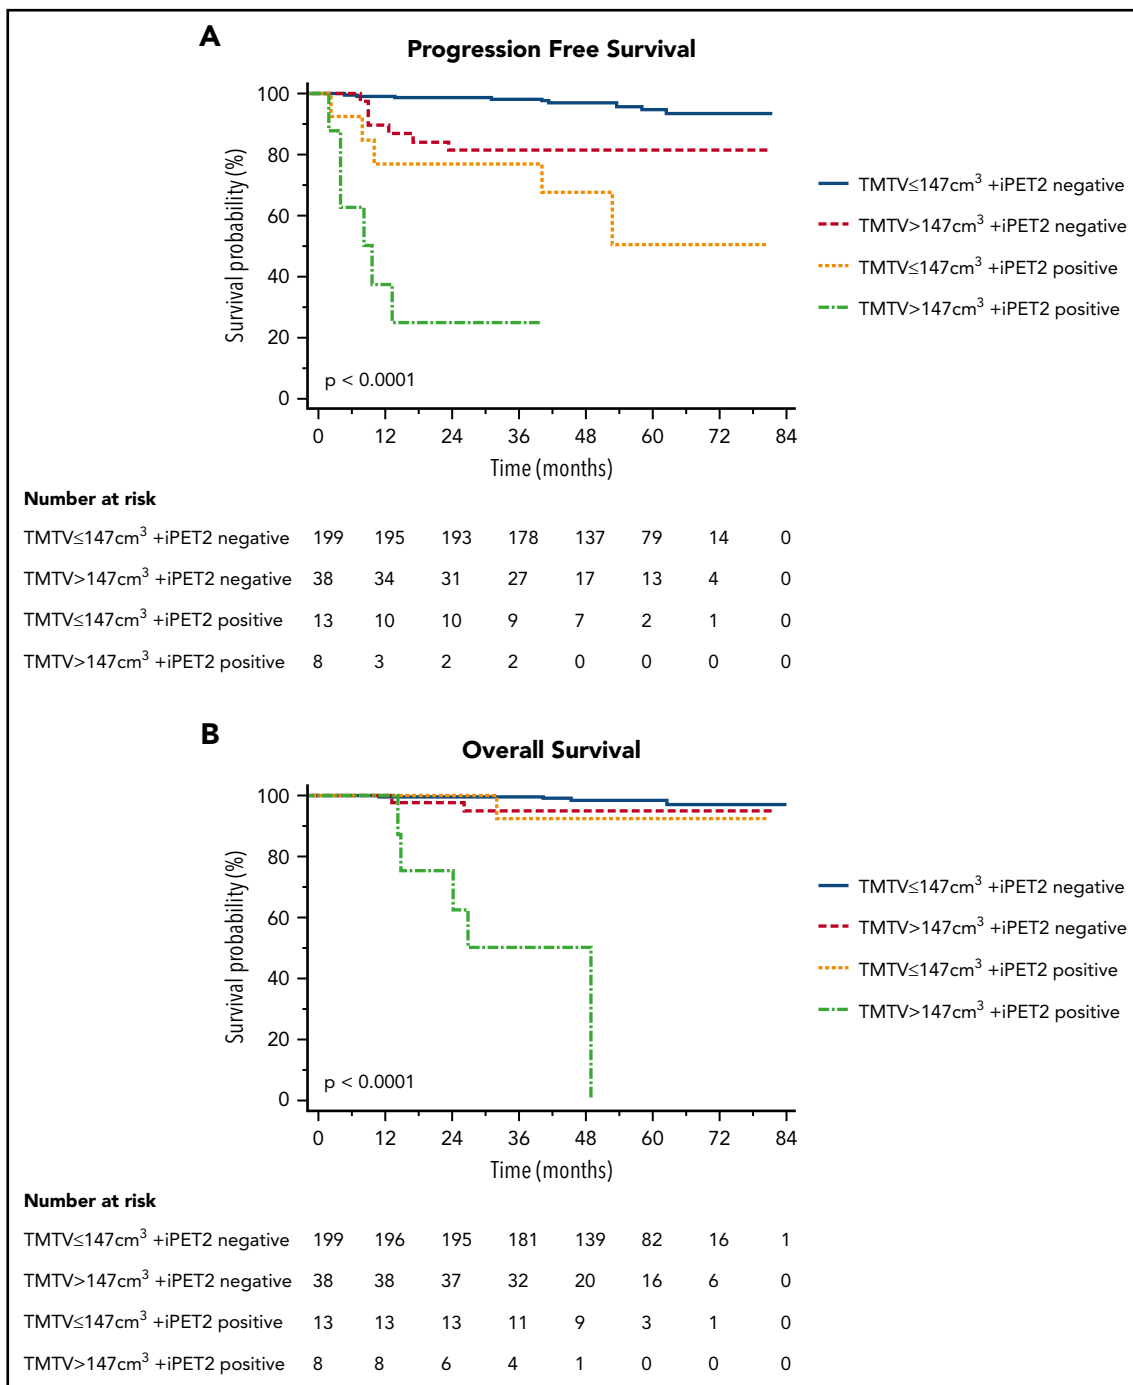 A
Progression Free Survival
100
80
60
40
20
0
Survival probability (%)
p < 0.0001
0 12 24 36 48 60 72 84
Time (months)
TMTV≤147cm³ +iPET2 negative
TMTV>147cm³ +iPET2 negative
TMTV≤147cm³ +iPET2 positive
TMTV>147cm³ +iPET2 positive
Number at risk
TMTV≤147cm³ +iPET2 negative 199 195 193 178 137 79 14 0
TMTV>147cm³ +iPET2 negative 38 34 31 27 17 13 4 0
TMTV≤147cm³ +iPET2 positive 13 10 10 9 7 2 1 0
TMTV>147cm³ +iPET2 positive 8 3 2 2 0 0 0 0
B
Overall Survival
100
80
60
40
20
0
Survival probability (%)
p < 0.0001
0 12 24 36 48 60 72 84
Time (months)
TMTV≤147cm³ +iPET2 negative
TMTV>147cm³ +iPET2 negative
TMTV≤147cm³ +iPET2 positive
TMTV>147cm³ +iPET2 positive
Number at risk
TMTV≤147cm³ +iPET2 negative 199 196 195 181 139 82 16 1
TMTV>147cm³ +iPET2 negative 38 38 37 32 20 16 6 0
TMTV≤147cm³ +iPET2 positive 13 13 13 11 9 3 1 0
TMTV>147cm³ +iPET2 positive 8 8 6 4 1 0 0 0